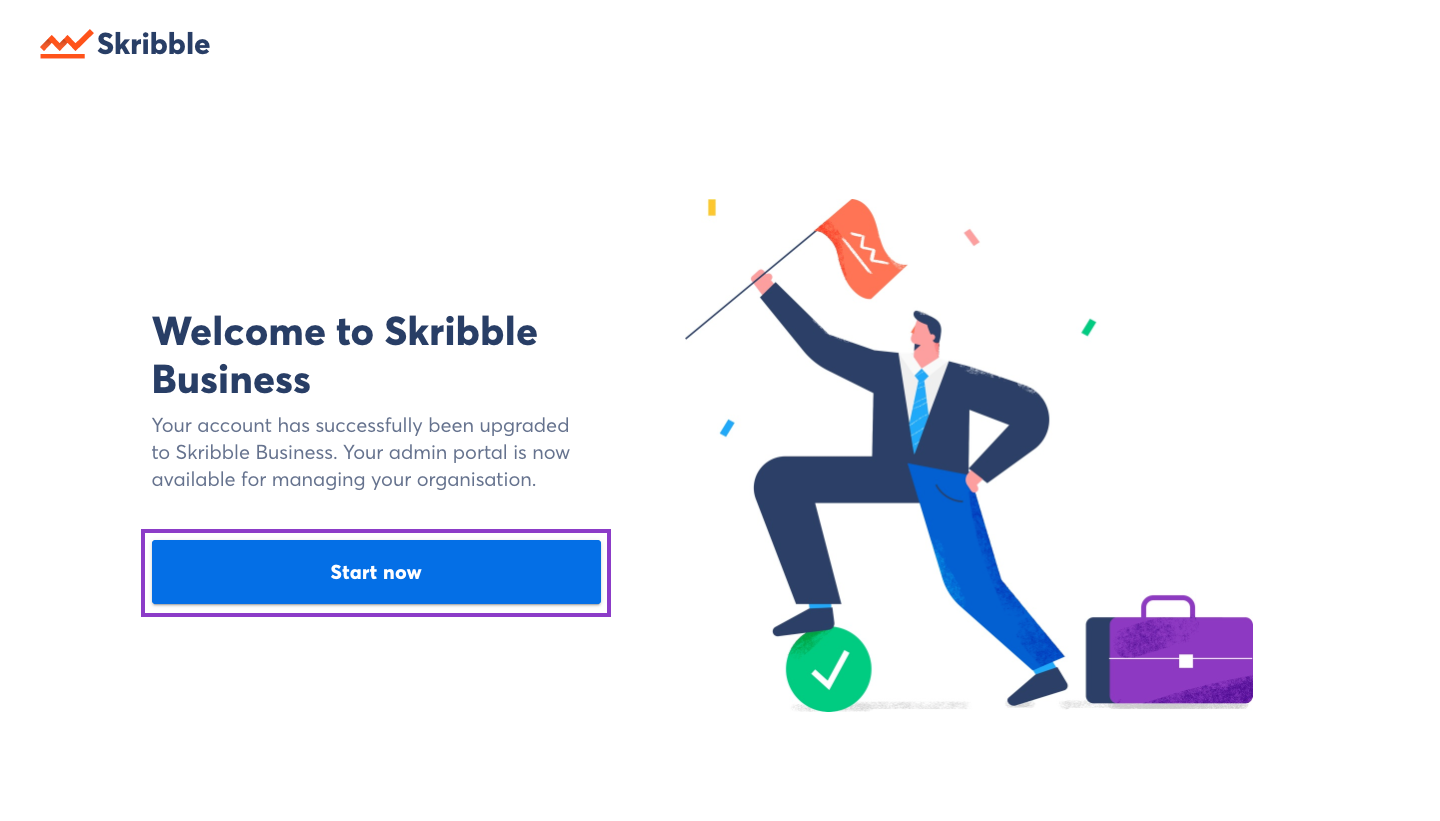 Skribble
Welcome to Skribble
Business
Your account has successfully been upgraded
to Skribble Business. Your admin portal is now
available for managing your organisation.
Start now